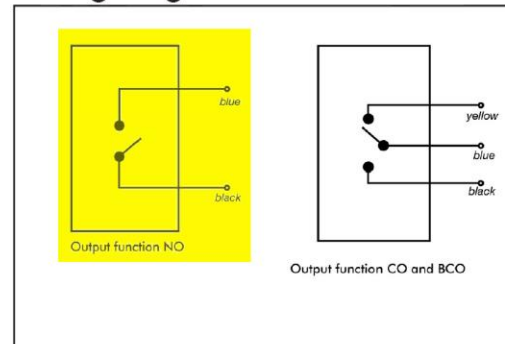 blue
black
Output function NO
yellow
blue
black
Output function CO and BCO